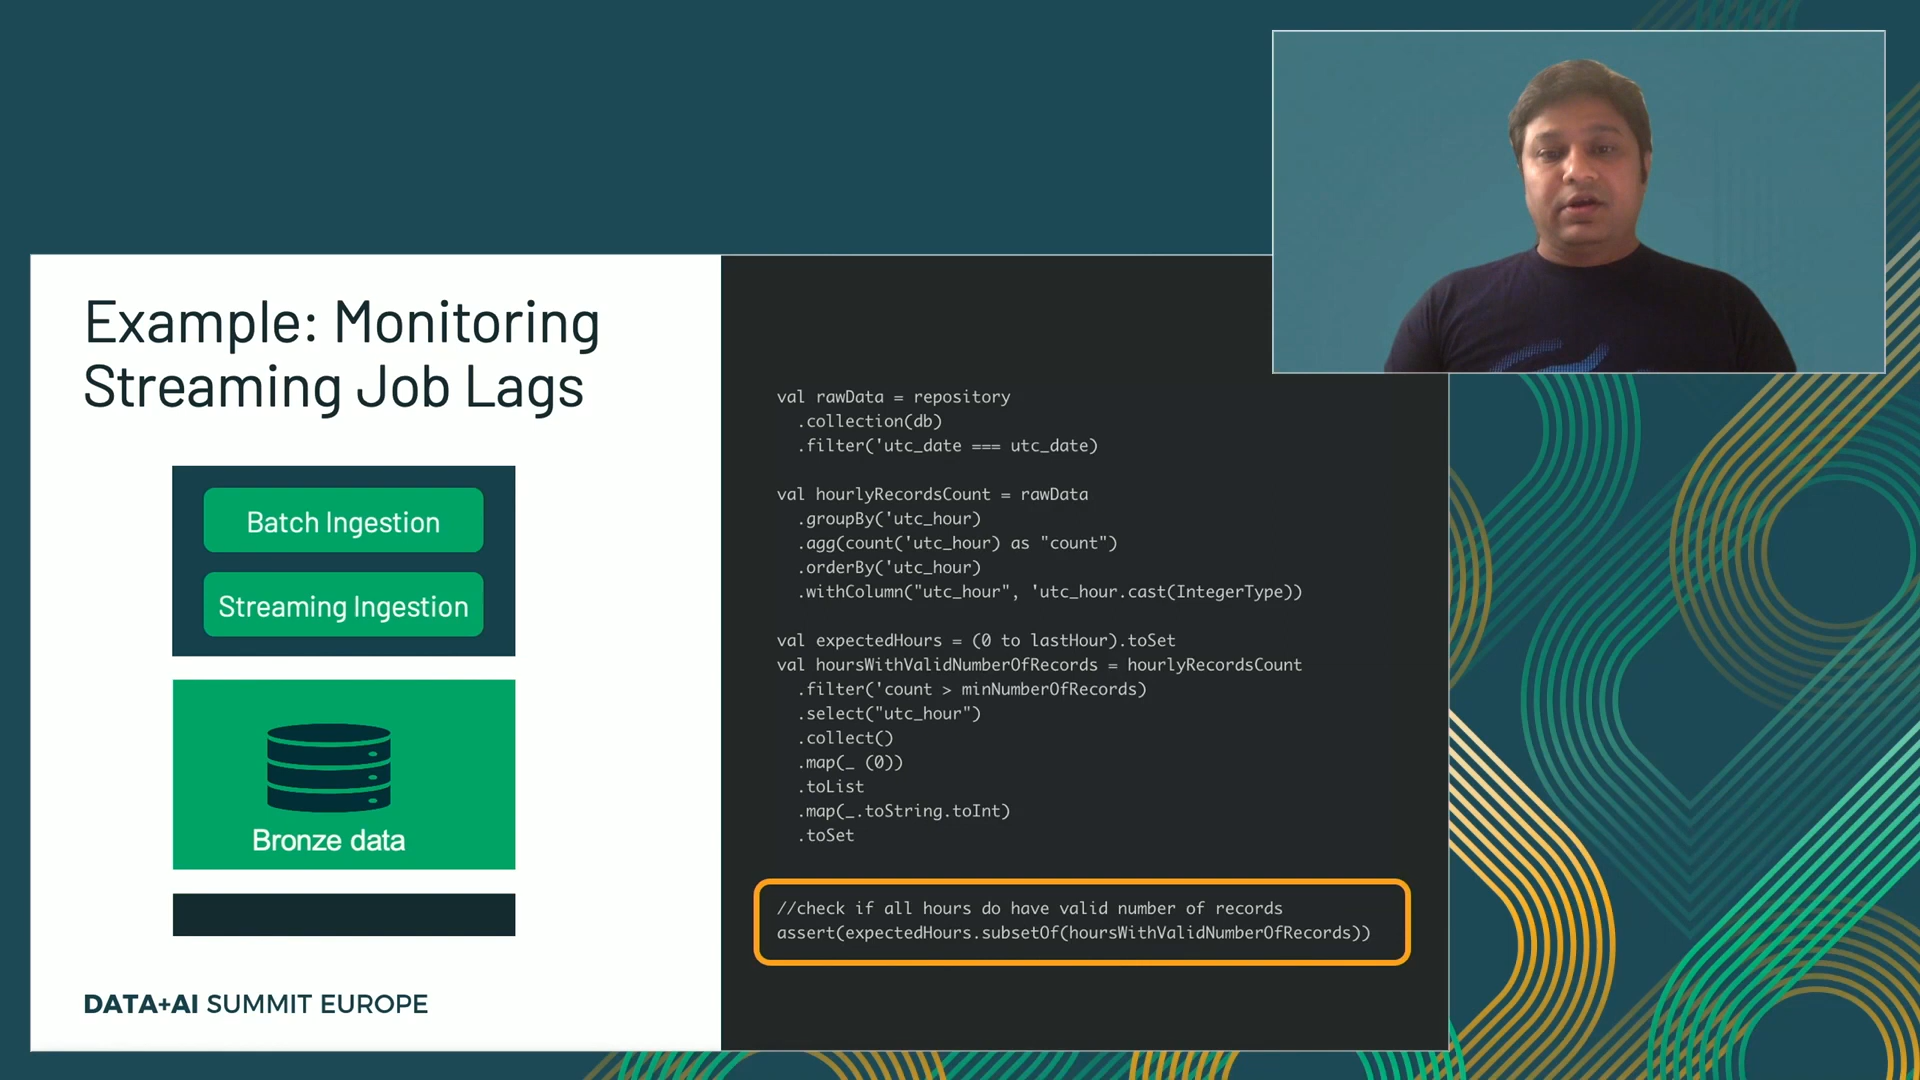 Example: Monitoring
Streaming Job Lags
Batch Ingestion
Streaming Ingestion
Bronze data
DATA+AI SUMMIT EUROPE
val rawData = repository
  .collection(db)
  .filter('utc_date === utc_date)

val hourlyRecordsCount = rawData
  .groupBy('utc_hour)
  .agg(count('utc_hour) as "count")
  .orderBy('utc_hour)
  .withColumn("utc_hour", 'utc_hour.cast(IntegerType))

val expectedHours = (0 to lastHour).toSet
val hoursWithValidNumberOfRecords = hourlyRecordsCount
  .filter('count > minNumberOfRecords)
  .select("utc_hour")
  .collect()
  .map(_ (0))
  .toList
  .map(_.toString.toInt)
  .toSet

//check if all hours do have valid number of records
assert(expectedHours.subsetOf(hoursWithValidNumberOfRecords))